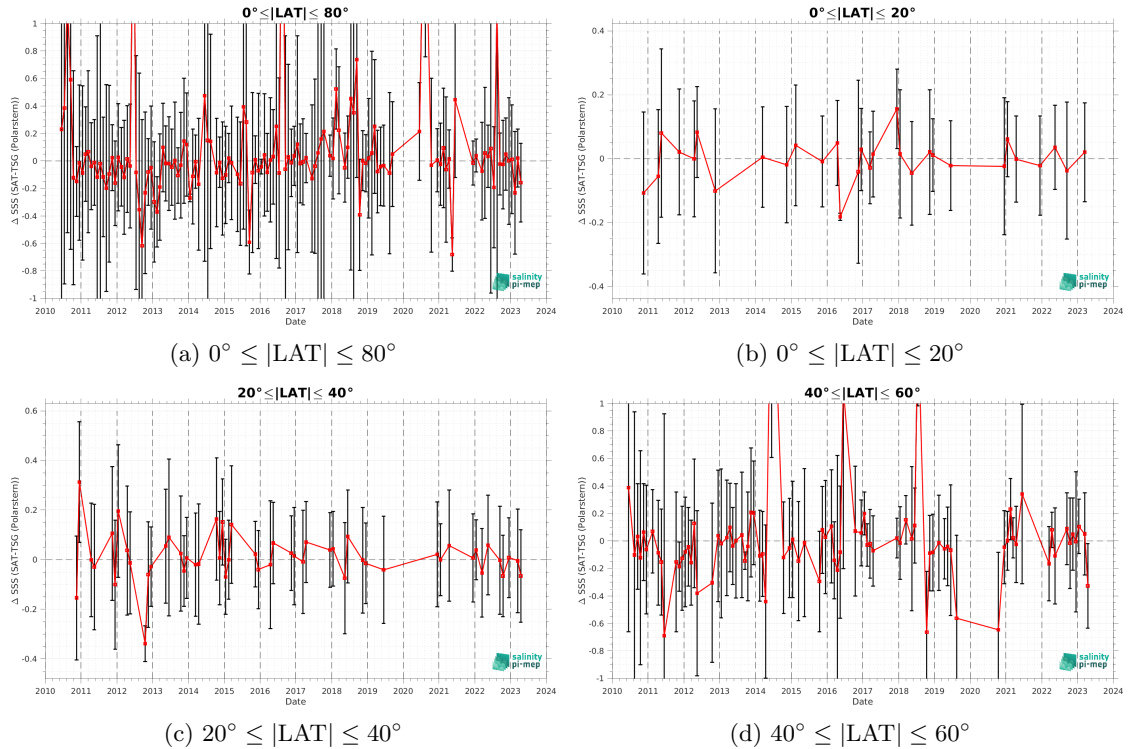 0°≤|LAT|≤ 80°
Δ SSS (SAT-TSG (Polarstern))
1
0.8
0.6
0.4
0.2
0
-0.2
-0.4
-0.6
-0.8
-1
2010 2011 2012 2013 2014 2015 2016 2017 2018 2019 2020 2021 2022 2023 2024
Date
salinity
pi-mep
(a) 0° ≤ |LAT| ≤ 80°
0°≤|LAT|≤ 20°
Δ SSS (SAT-TSG (Polarstern))
0.4
0.2
0
-0.2
-0.4
2010 2011 2012 2013 2014 2015 2016 2017 2018 2019 2020 2021 2022 2023 2024
Date
salinity
pi-mep
(b) 0° ≤ |LAT| ≤ 20°
20°≤|LAT|≤ 40°
Δ SSS (SAT-TSG (Polarstern))
0.6
0.4
0.2
0
-0.2
-0.4
2010 2011 2012 2013 2014 2015 2016 2017 2018 2019 2020 2021 2022 2023 2024
Date
salinity
pi-mep
(c) 20° ≤ |LAT| ≤ 40°
40°≤|LAT|≤ 60°
Δ SSS (SAT-TSG (Polarstern))
1
0.8
0.6
0.4
0.2
0
-0.2
-0.4
-0.6
-0.8
-1
2010 2011 2012 2013 2014 2015 2016 2017 2018 2019 2020 2021 2022 2023 2024
Date
salinity
pi-mep
(d) 40° ≤ |LAT| ≤ 60°